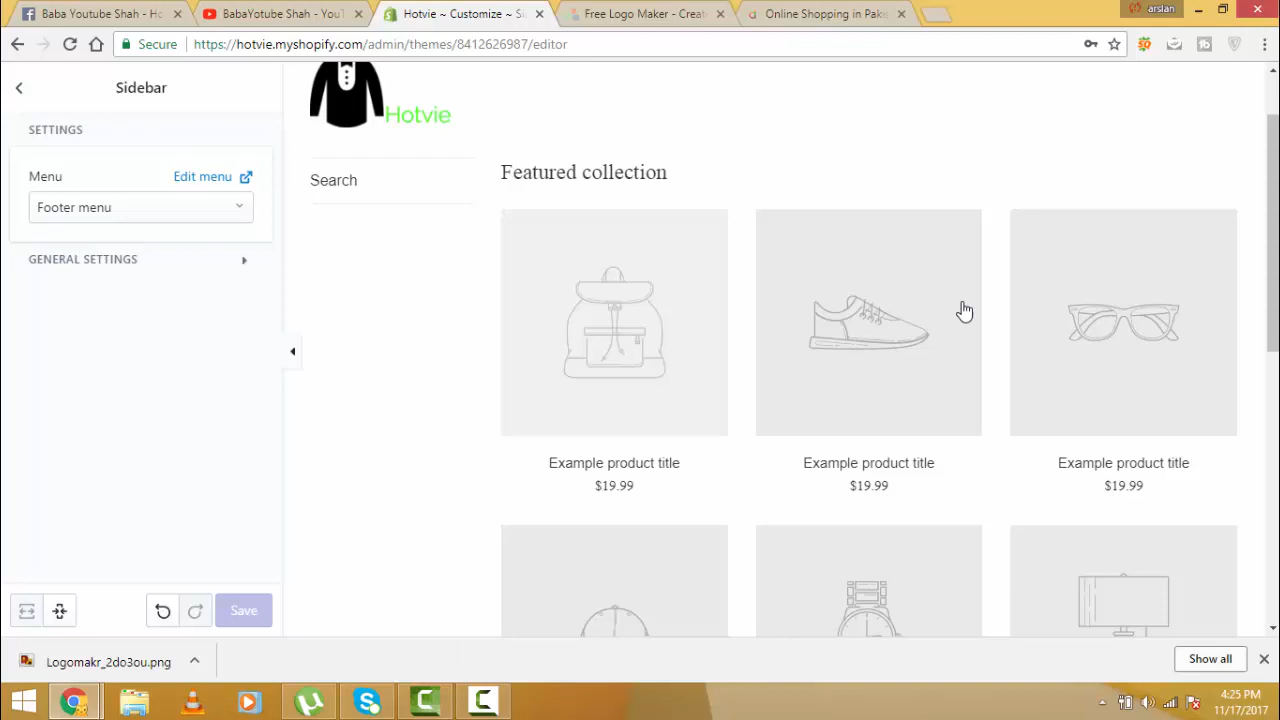 Baba Youtube Shah - Ho
BabaYotube Shah - YouT
Hotvie ~ Customize ~ S
Free Logo Maker - Creat
Online Shopping in Paki
arslan
Secure
https://hotvie.myshopify.com/admin/themes/8412626987/editor
Sidebar
SETTINGS
Menu
Edit menu
Footer menu
GENERAL SETTINGS
Save
Hotvie
Search
Featured collection
Example product title
$19.99
Example product title
$19.99
Example product title
$19.99
Logomakr_2do3ou.png
Show all
4:25 PM
11/17/2017